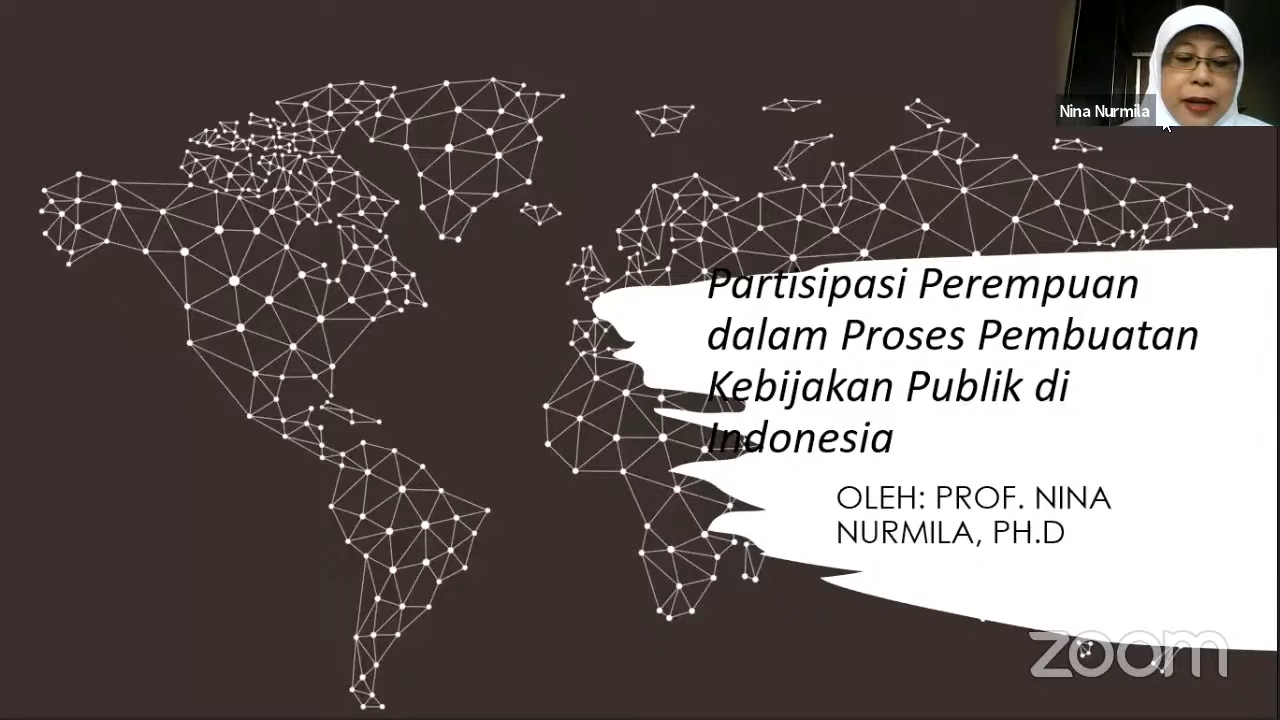 Nina Nurmila
Partisipasi Perempuan
dalam Proses Pembuatan
Kebijakan Publik di
Indonesia
OLEH: PROF. NINA
NURMILA, PH.D
zoom